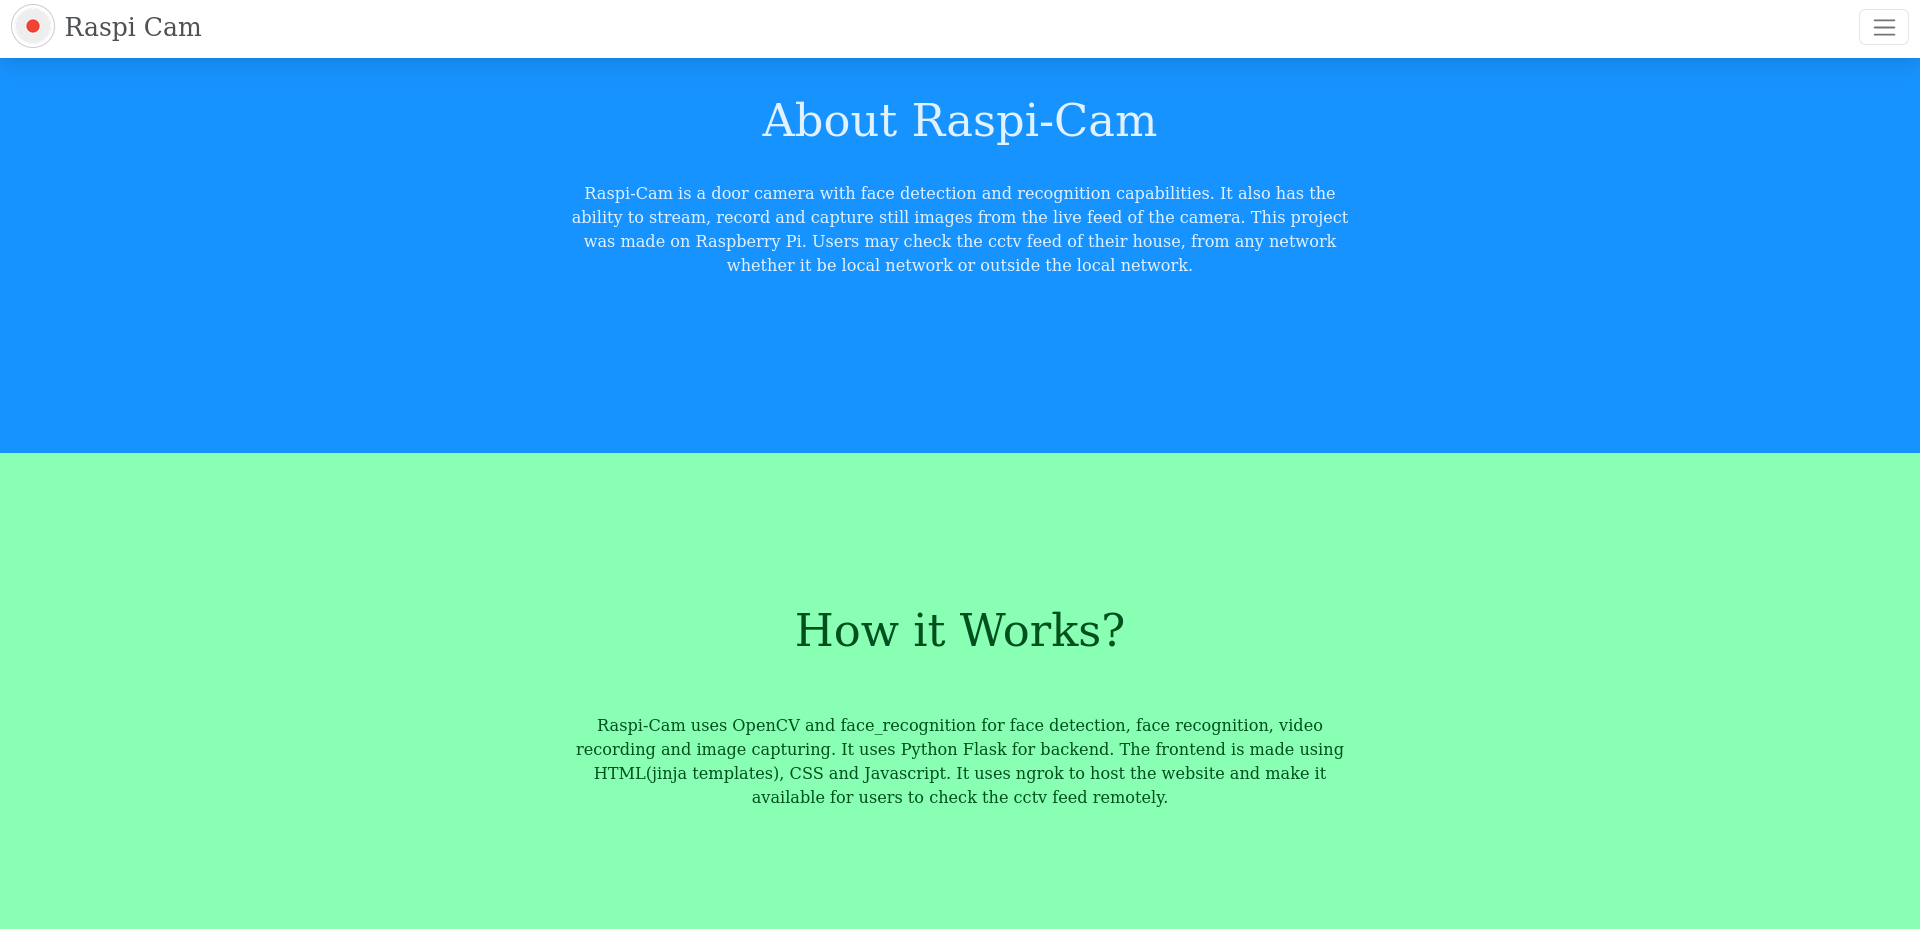 Raspi Cam
About Raspi-Cam
Raspi-Cam is a door camera with face detection and recognition capabilities. It also has the
ability to stream, record and capture still images from the live feed of the camera. This project
was made on Raspberry Pi. Users may check the cctv feed of their house, from any network
whether it be local network or outside the local network.
How it Works?
Raspi-Cam uses OpenCV and face_recognition for face detection, face recognition, video
recording and image capturing. It uses Python Flask for backend. The frontend is made using
HTML(jinja templates), CSS and Javascript. It uses ngrok to host the website and make it
available for users to check the cctv feed remotely.